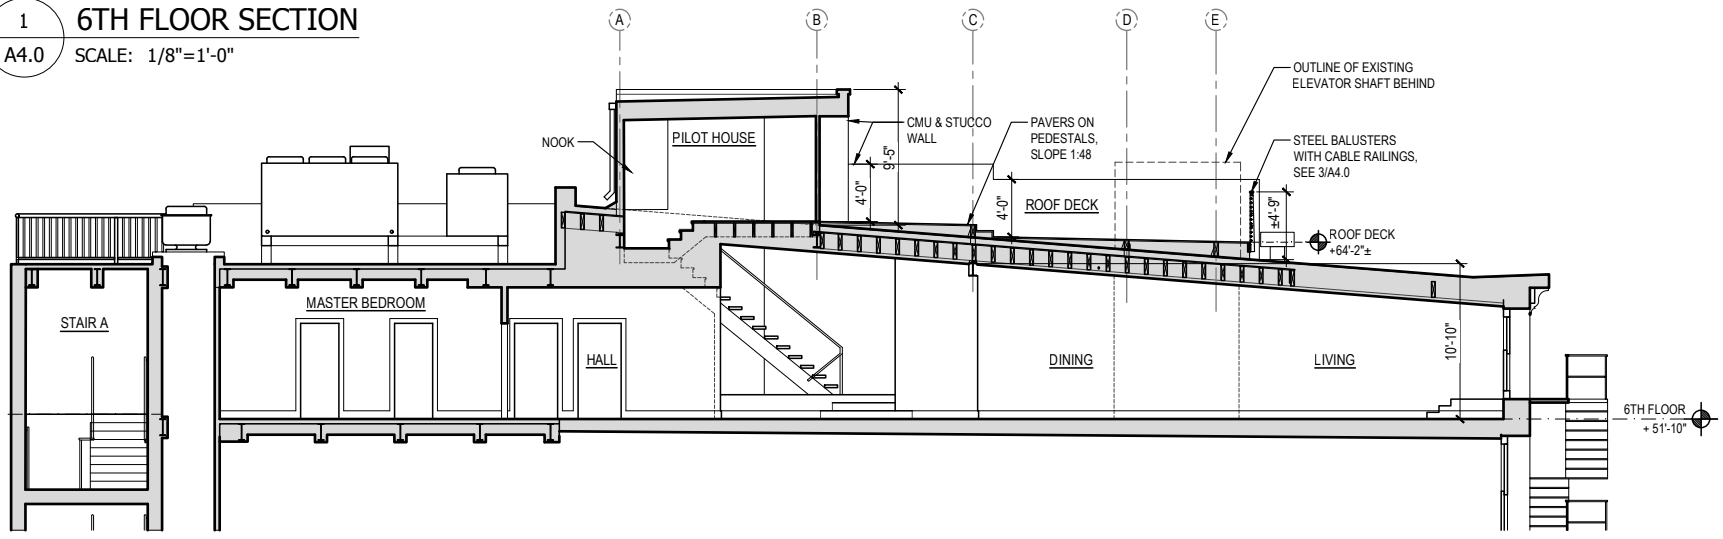 1
A4.0
6TH FLOOR SECTION
SCALE: 1/8"=1'-0"
A
B
C
D
E
OUTLINE OF EXISTING
ELEVATOR SHAFT BEHIND
NOOK
PILOT HOUSE
CMU & STUCCO
WALL
9'-5"
4'-0"
PAVERS ON
PEDESTALS,
SLOPE 1:48
STEEL BALUSTERS
WITH CABLE RAILINGS,
SEE 3/A4.0
4'-0"
ROOF DECK
±4'-9"
ROOF DECK
+64'-2"±
STAIR A
MASTER BEDROOM
HALL
DINING
LIVING
10'-10"
6TH FLOOR
+ 51'-10"